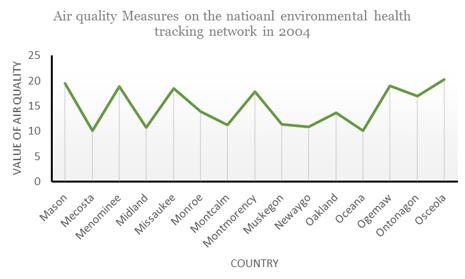 Air quality Measures on the natioanl environmental health
tracking network in 2004
VALUE OF AIR QUALITY
25
20
15
10
5
0
Mason
Mecosta
Menominee
Midland
Missaukee
Monroe
Montcalm
Montmorency
Muskegon
Newaygo
Oakland
Oceana
Ogemaw
Ontonagon
Osceola
COUNTRY